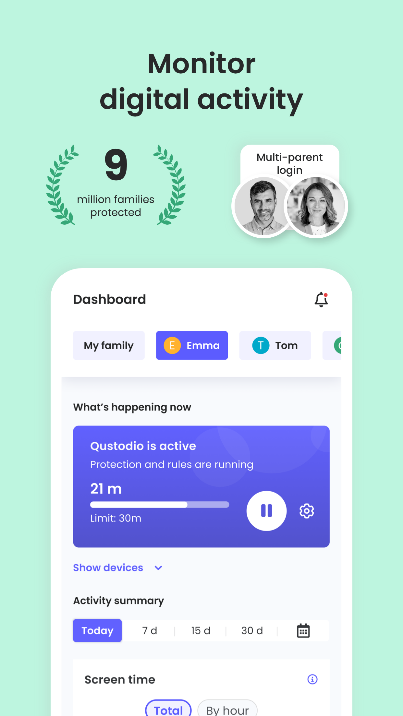 Monitor
digital activity
9
million families
protected
Multi-parent
login
Dashboard
My family
E Emma
T Tom
What's happening now
Qustodio is active
Protection and rules are running
21 m
Limit: 30m
Show devices
Activity summary
Today 7 d 15 d 30 d
Screen time
Total By hour